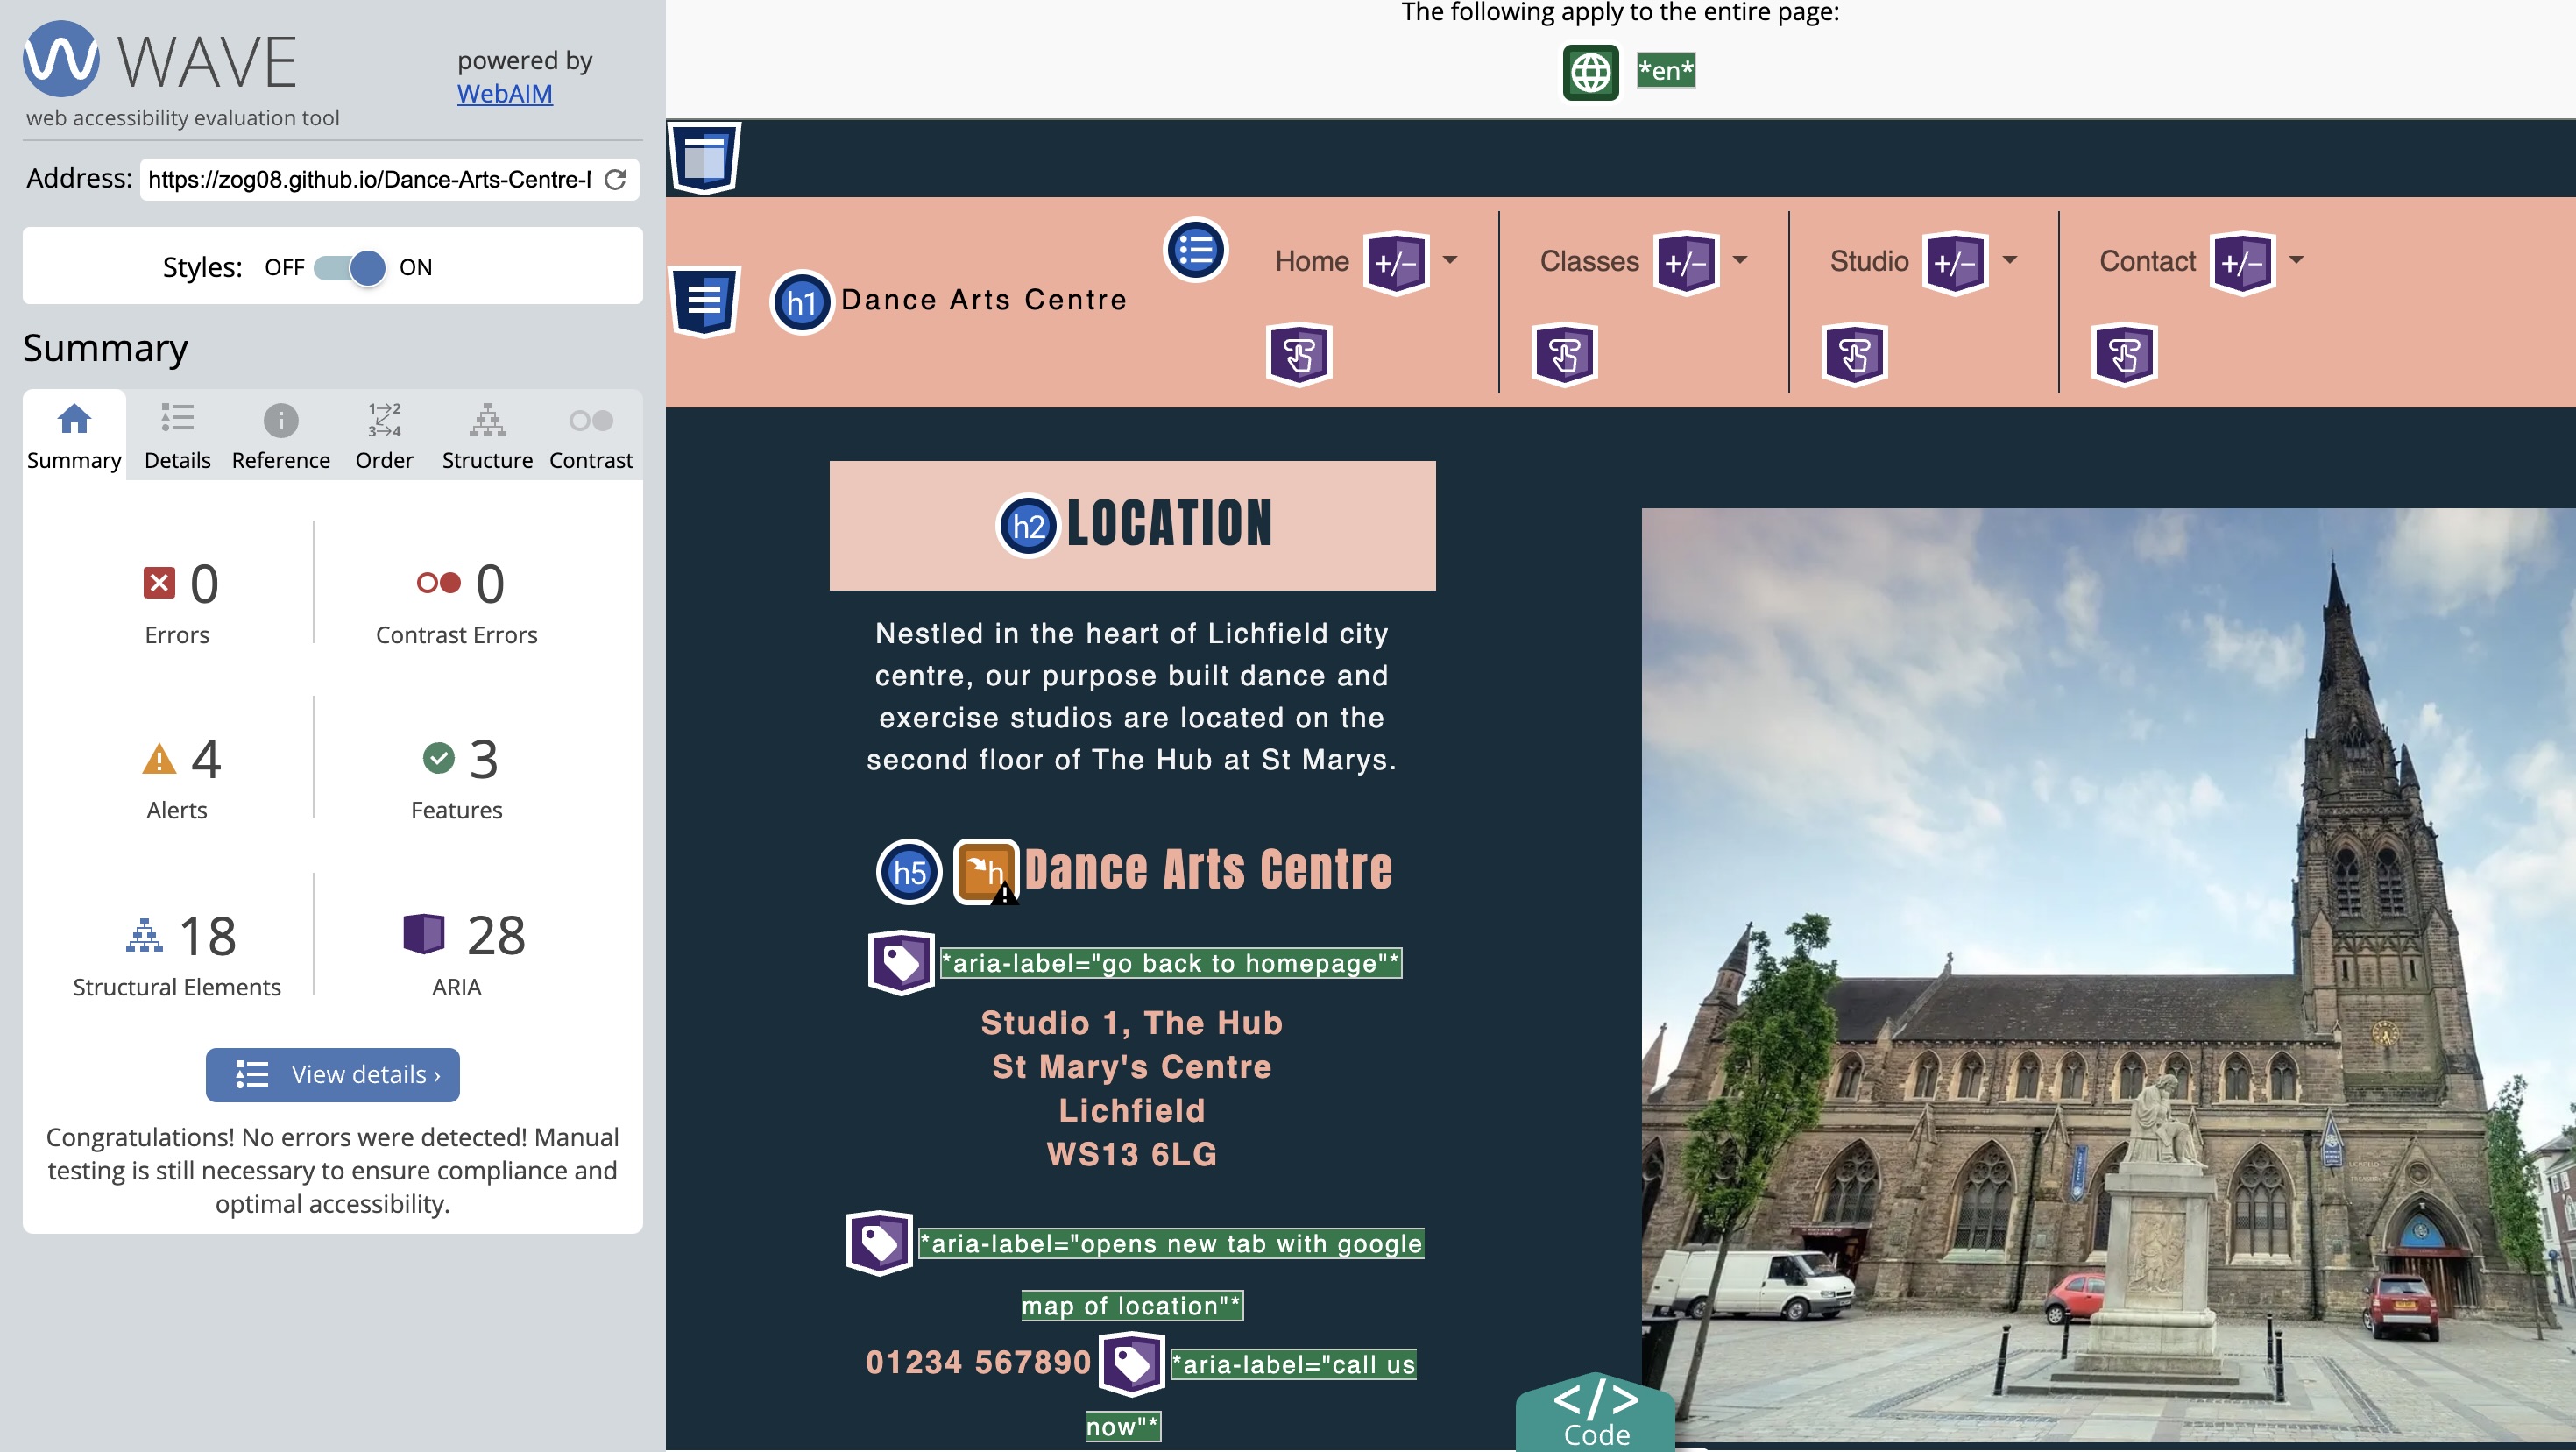 WAVE
powered by
WebAIM
web accessibility evaluation tool
Address: https://zog08.github.io/Dance-Arts-Centre-l
Styles: OFF ON
Summary
Summary Details Reference Order Structure Contrast
1→2
3→4
0 Errors
0 Contrast Errors
4 Alerts
3 Features
18 Structural Elements
28 ARIA
View details ›
Congratulations! No errors were detected! Manual
testing is still necessary to ensure compliance and
optimal accessibility.
The following apply to the entire page:
*en*
h1 Dance Arts Centre
Home +/- Classes +/- Studio +/- Contact +/-
h2 LOCATION
Nestled in the heart of Lichfield city
centre, our purpose built dance and
exercise studios are located on the
second floor of The Hub at St Marys.
h5 h Dance Arts Centre
*aria-label="go back to homepage"*
Studio 1, The Hub
St Mary's Centre
Lichfield
WS13 6LG
*aria-label="opens new tab with google
map of location"*
01234 567890 *aria-label="call us
now"*
</> Code